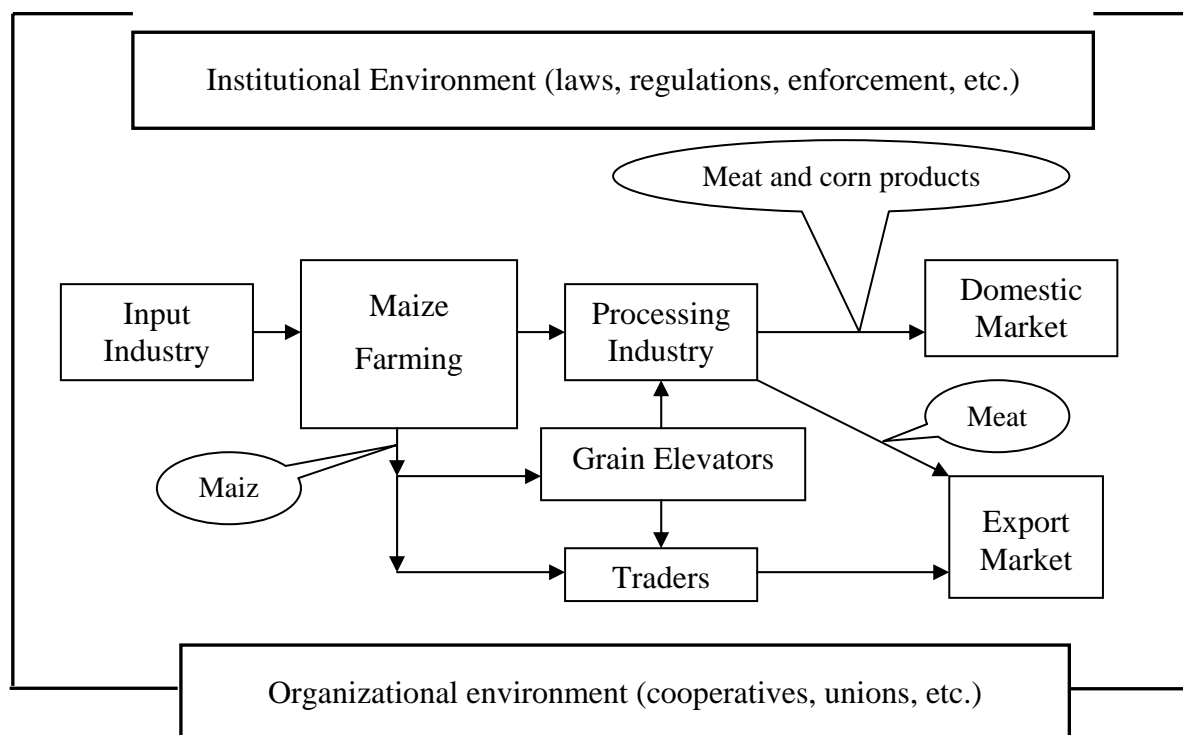 Institutional Environment (laws, regulations, enforcement, etc.)
Meat and corn products
Input
Industry
Maize
Farming
Processing
Industry
Domestic
Market
Meat
Maiz
Grain Elevators
Export
Market
Traders
Organizational environment (cooperatives, unions, etc.)